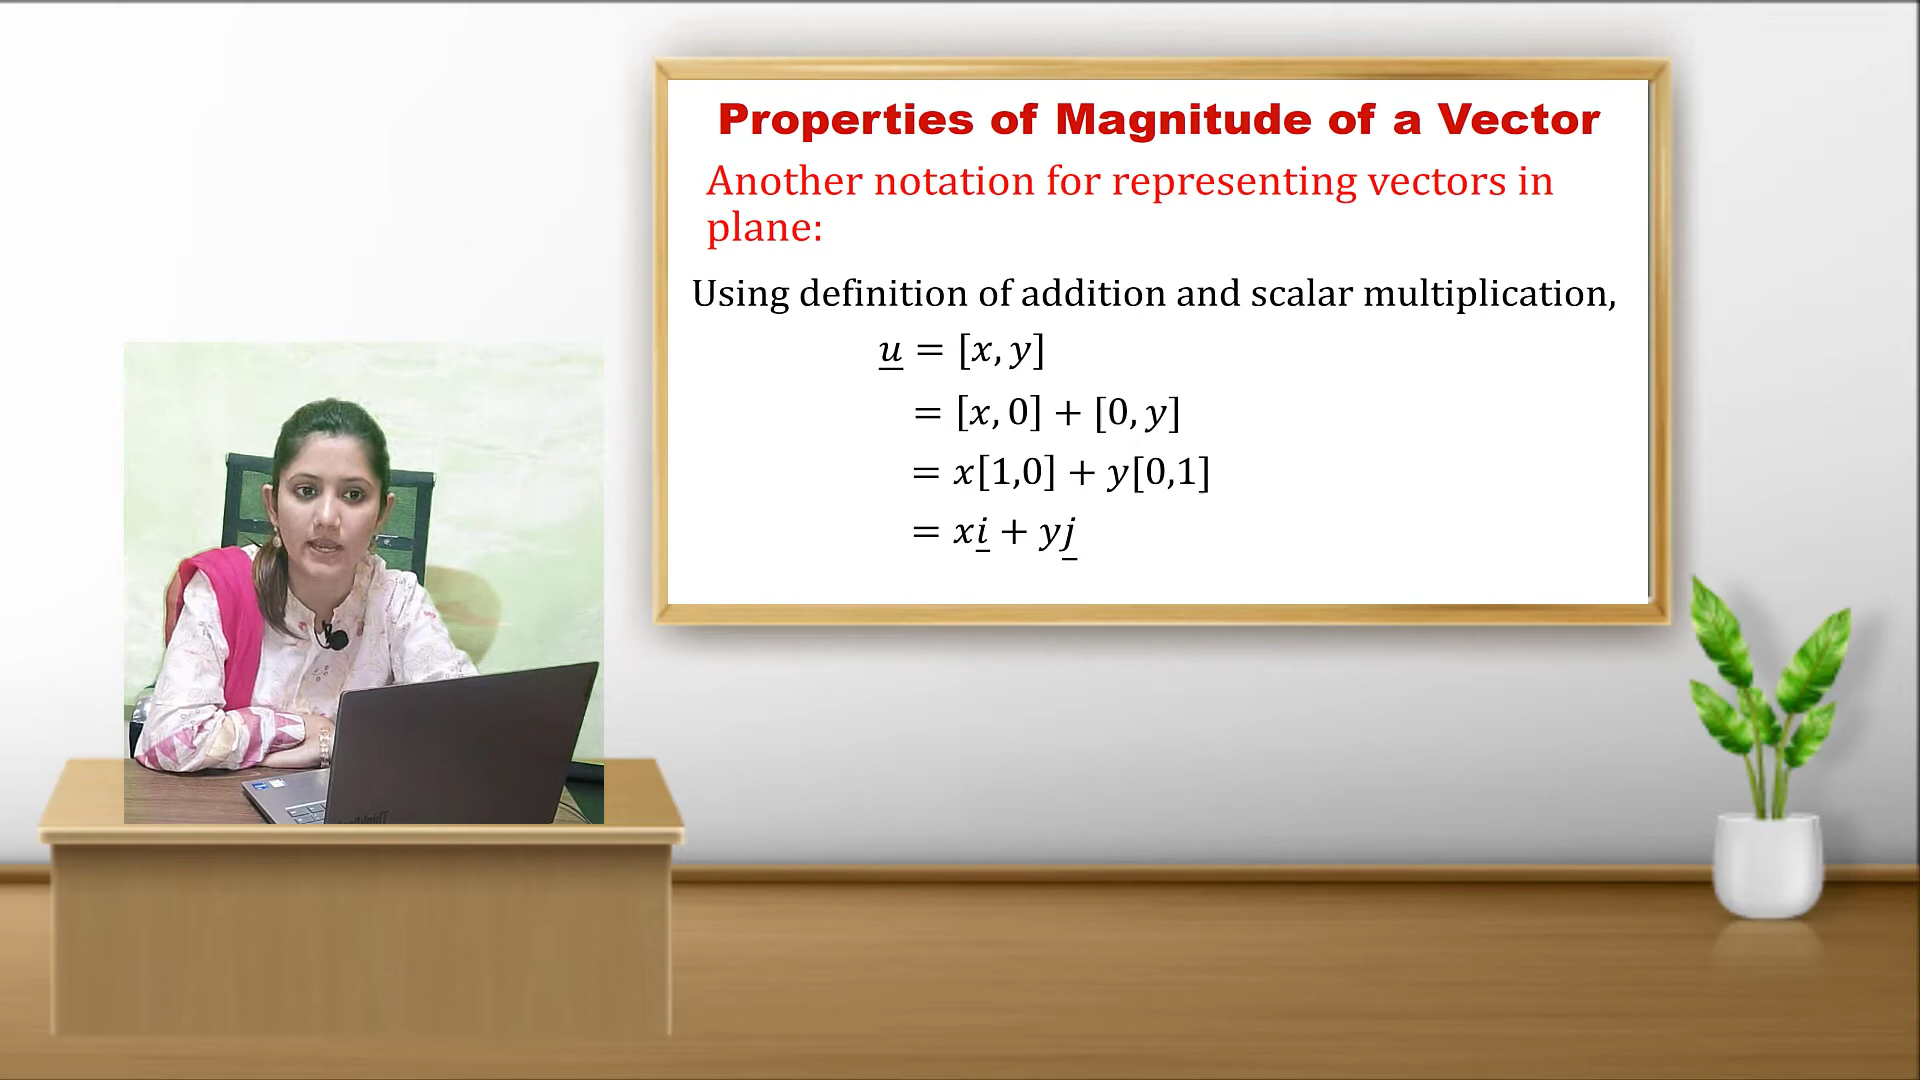 Properties of Magnitude of a Vector
Another notation for representing vectors in
plane:
Using definition of addition and scalar multiplication,
u = [x, y]
= [x, 0] + [0, y]
= x[1,0] + y[0,1]
= xi + yj